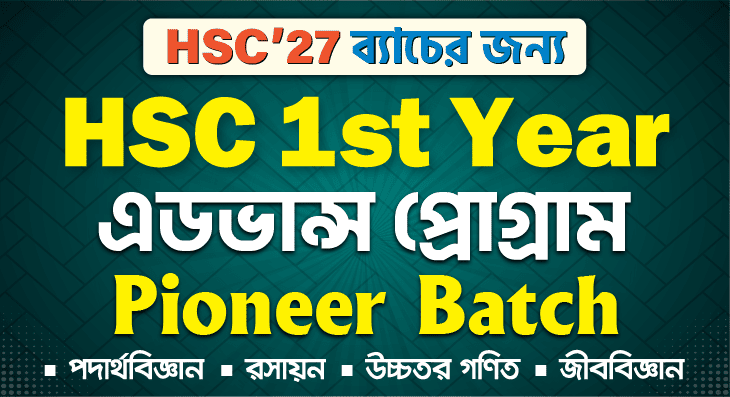 HSC'27 ব্যাচের জন্য
HSC 1st Year
এডভান্স প্রোগ্রাম
Pioneer Batch
▪ পদার্থবিজ্ঞান ▪ রসায়ন ▪ উচ্চতর গণিত ▪ জীববিজ্ঞান